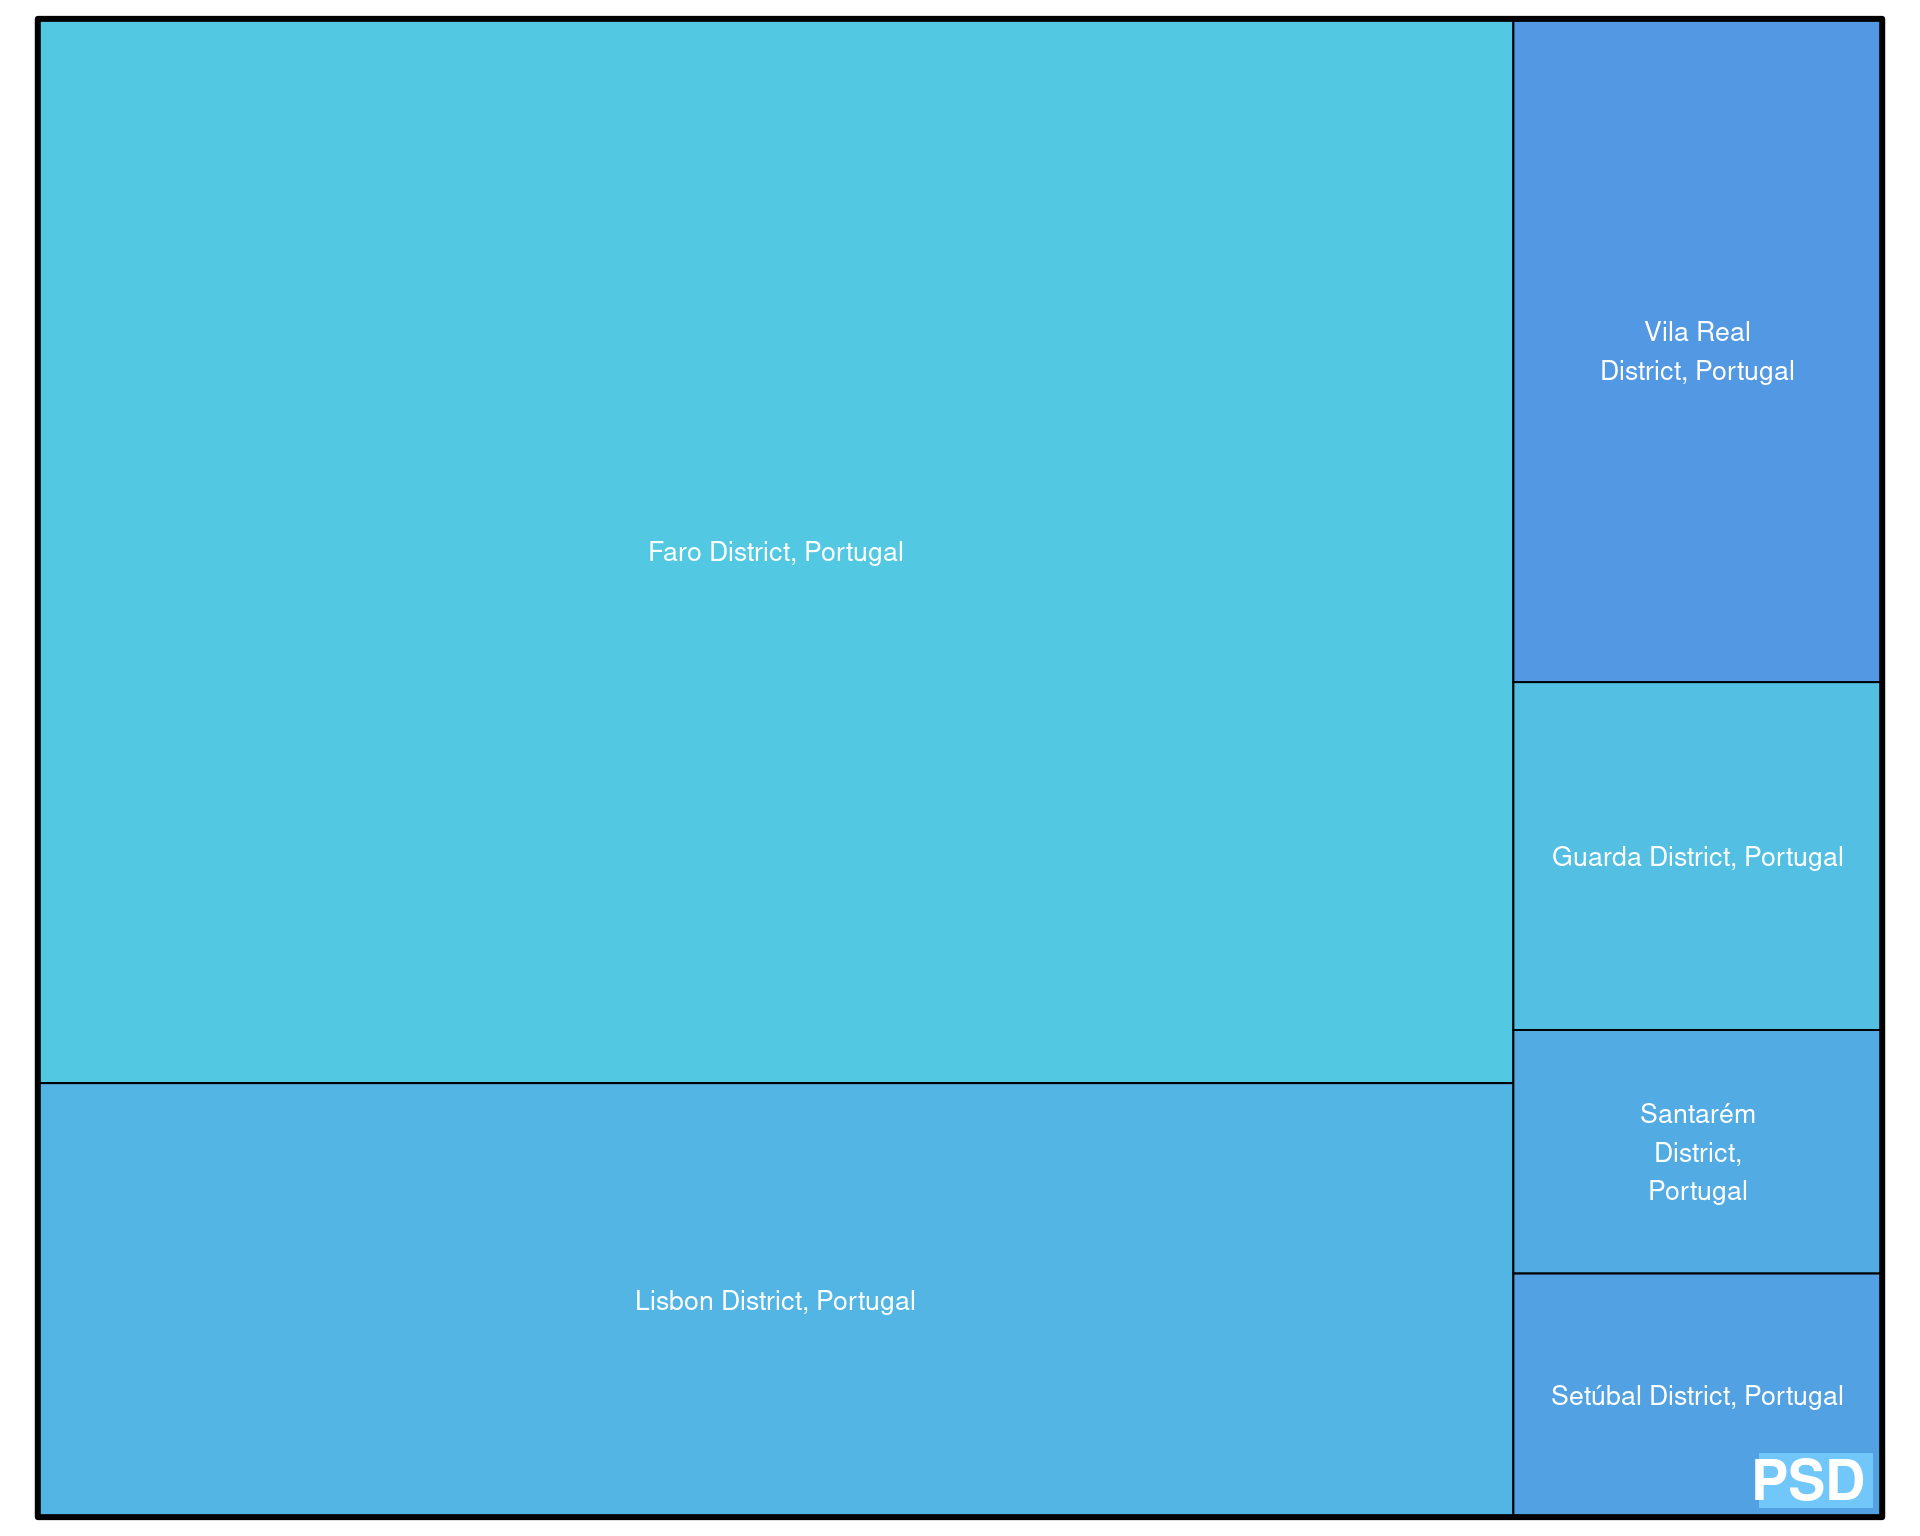 Faro District, Portugal
Lisbon District, Portugal
Vila Real
District, Portugal
Guarda District, Portugal
Santarém
District,
Portugal
Setúbal District, Portugal
PSD